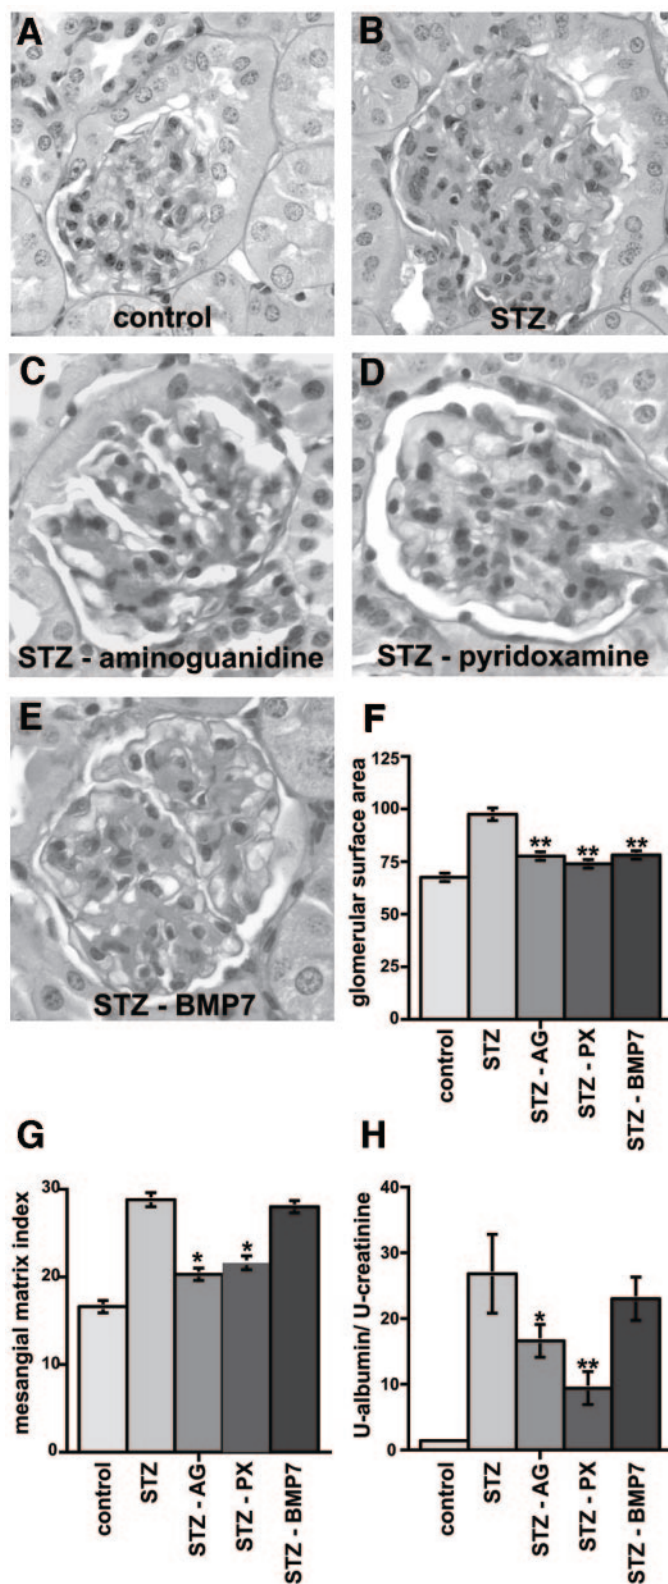 A
control
B
STZ
C
STZ - aminoguanidine
D
STZ - pyridoxamine
E
STZ - BMP7
F
glomerular surface area
125
100
75
50
25
0
**
**
**
control
STZ
STZ - AG
STZ - PX
STZ - BMP7
G
mesangial matrix index
30
20
10
0
*
*
control
STZ
STZ - AG
STZ - PX
STZ - BMP7
H
U-albumin/ U-creatinine
40
30
20
10
0
*
**
control
STZ
STZ - AG
STZ - PX
STZ - BMP7